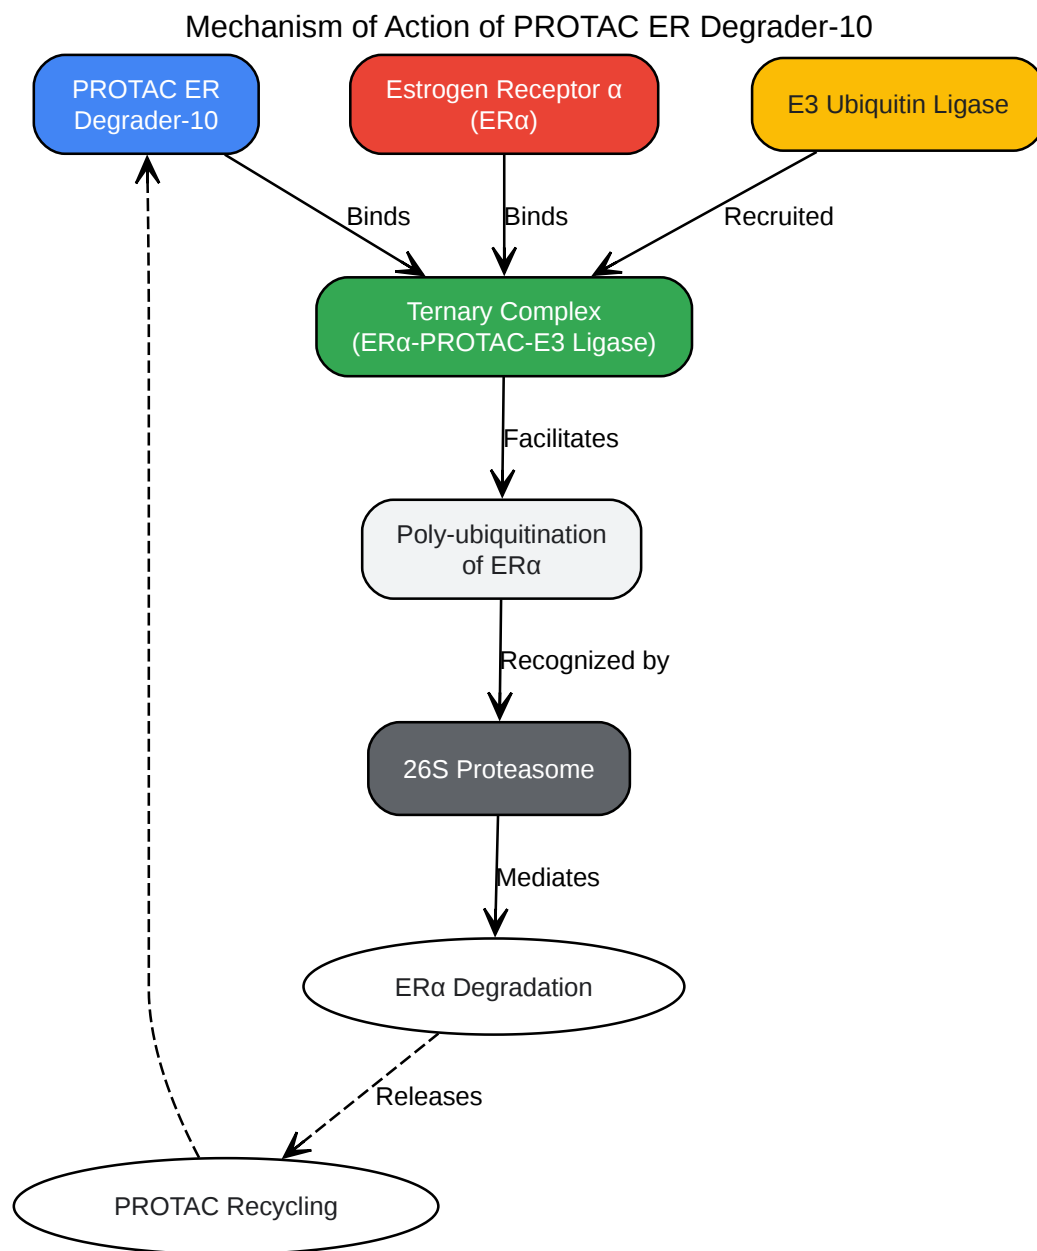 Mechanism of Action of PROTAC ER Degrader-10
PROTAC ER
Degrader-10
Estrogen Receptor α
(ERα)
E3 Ubiquitin Ligase
Binds
Binds
Recruited
Ternary Complex
(ERα-PROTAC-E3 Ligase)
Facilitates
Poly-ubiquitination
of ERα
Recognized by
26S Proteasome
Mediates
ERα Degradation
Releases
PROTAC Recycling